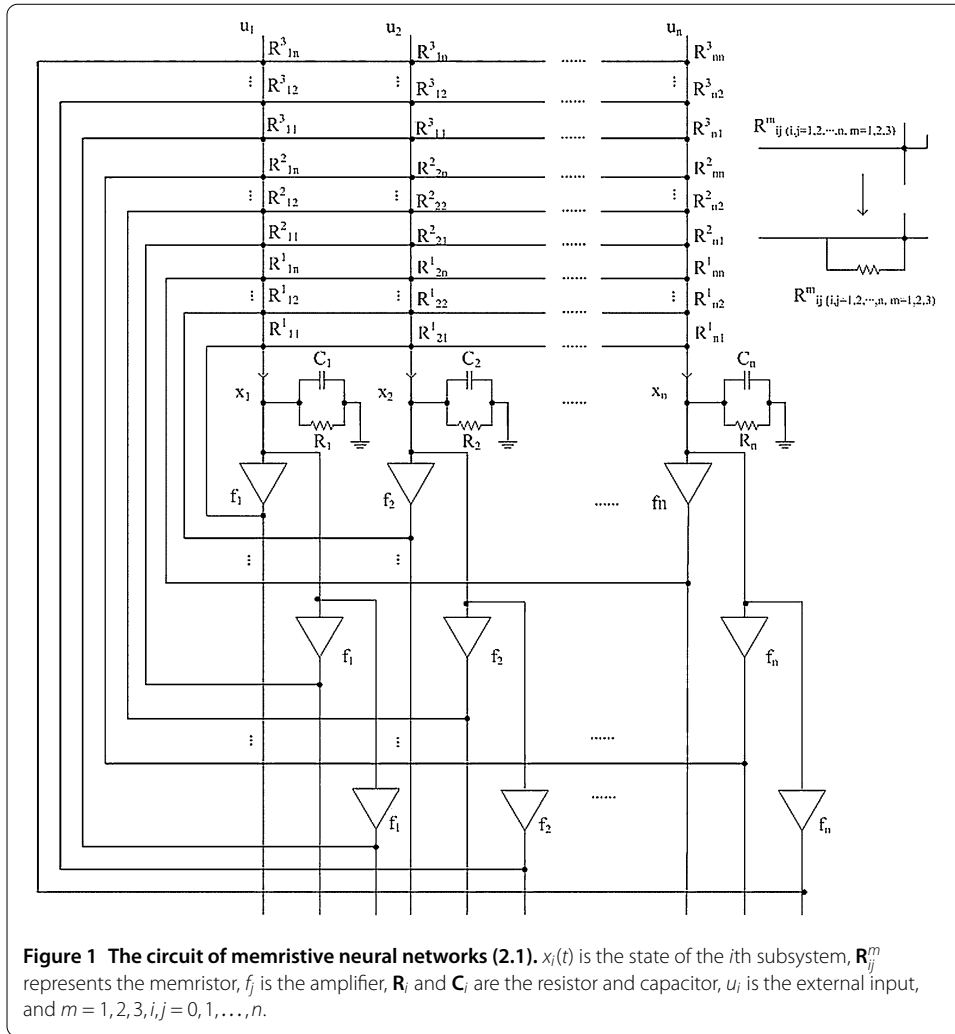 u₁ u₂ uₙ
R³₁ₙ R³₁ₙ R³ₙₙ
⋮ R³₁₂ ⋮ R³₁₂ ...... ⋮ R³ₙ₂
R³₁₁ R³₁₁ ...... R³ₙ₁
R²₁ₙ R²₂ₙ R²ₙₙ
⋮ R²₁₂ ⋮ R²₂₂ ...... ⋮ R²ₙ₂
R²₁₁ R²₂₁ ...... R²ₙ₁
R¹₁ₙ R¹₂ₙ R¹ₙₙ
⋮ R¹₁₂ ⋮ R¹₂₂ ...... ⋮ R¹ₙ₂
R¹₁₁ R¹₂₁ ...... R¹ₙ₁
Rᵐᵢⱼ (i,j=1,2,···,n, m=1,2,3)
Rᵐᵢⱼ (i,j=1,2,···,n, m=1,2,3)
C₁ C₂ Cₙ
x₁ x₂ ...... xₙ
R₁ R₂ Rₙ
f₁ f₂ ...... fn
⋮ ⋮
f₁ f₂ fₙ
⋮ ⋮ ......
f₁ f₂ ...... fₙ
Figure 1 The circuit of memristive neural networks (2.1). xᵢ(t) is the state of the ith subsystem, Rᵢⱼᵐ
represents the memristor, fⱼ is the amplifier, Rᵢ and Cᵢ are the resistor and capacitor, uᵢ is the external input,
and m = 1, 2, 3, i, j = 0, 1, . . . , n.